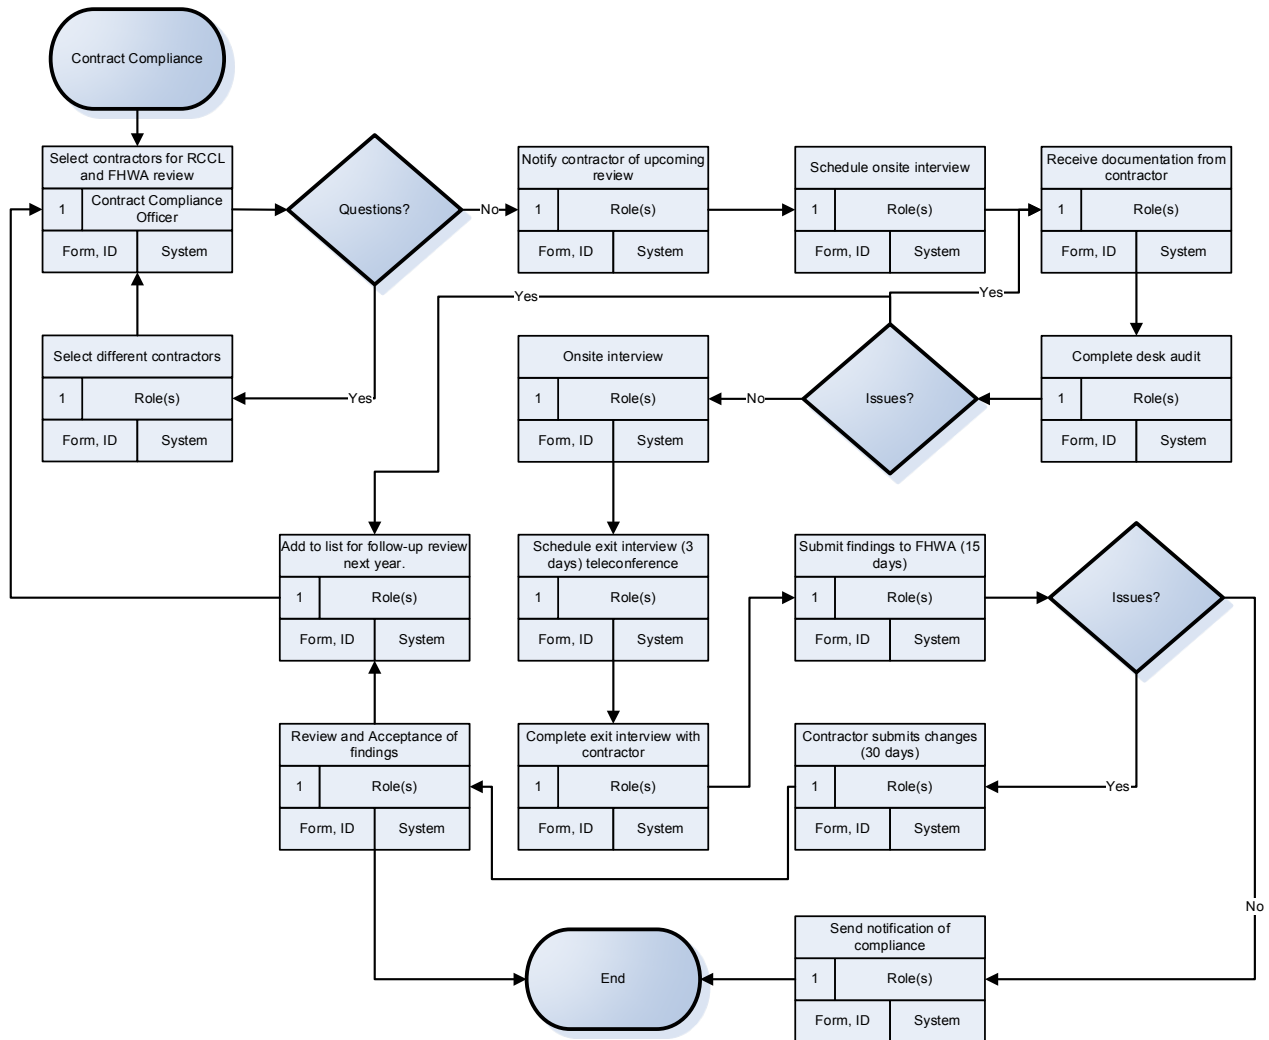 Contract Compliance
Select contractors for RCCL
and FHWA review
1
Contract Compliance
Officer
Form, ID
System
Questions?
No
Notify contractor of upcoming
review
1
Role(s)
Form, ID
System
Schedule onsite interview
1
Role(s)
Form, ID
System
Receive documentation from
contractor
1
Role(s)
Form, ID
System
Yes
Yes
Select different contractors
1
Role(s)
Form, ID
System
Yes
Onsite interview
1
Role(s)
Form, ID
System
No
Issues?
Complete desk audit
1
Role(s)
Form, ID
System
Add to list for follow-up review
next year.
1
Role(s)
Form, ID
System
Schedule exit interview (3
days) teleconference
1
Role(s)
Form, ID
System
Submit findings to FHWA (15
days)
1
Role(s)
Form, ID
System
Issues?
Review and Acceptance of
findings
1
Role(s)
Form, ID
System
Complete exit interview with
contractor
1
Role(s)
Form, ID
System
Contractor submits changes
(30 days)
1
Role(s)
Form, ID
System
Yes
No
End
Send notification of
compliance
1
Role(s)
Form, ID
System